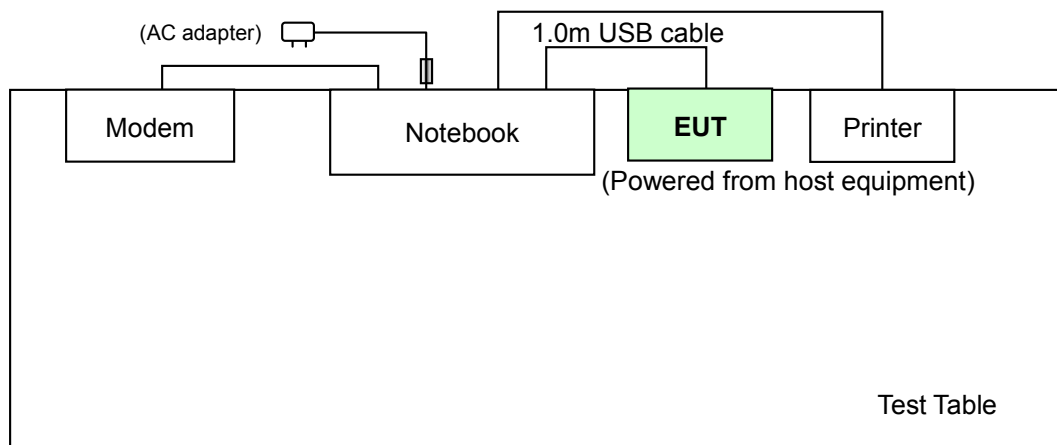 (AC adapter)
1.0m USB cable
Modem
Notebook
EUT
Printer
(Powered from host equipment)
Test Table